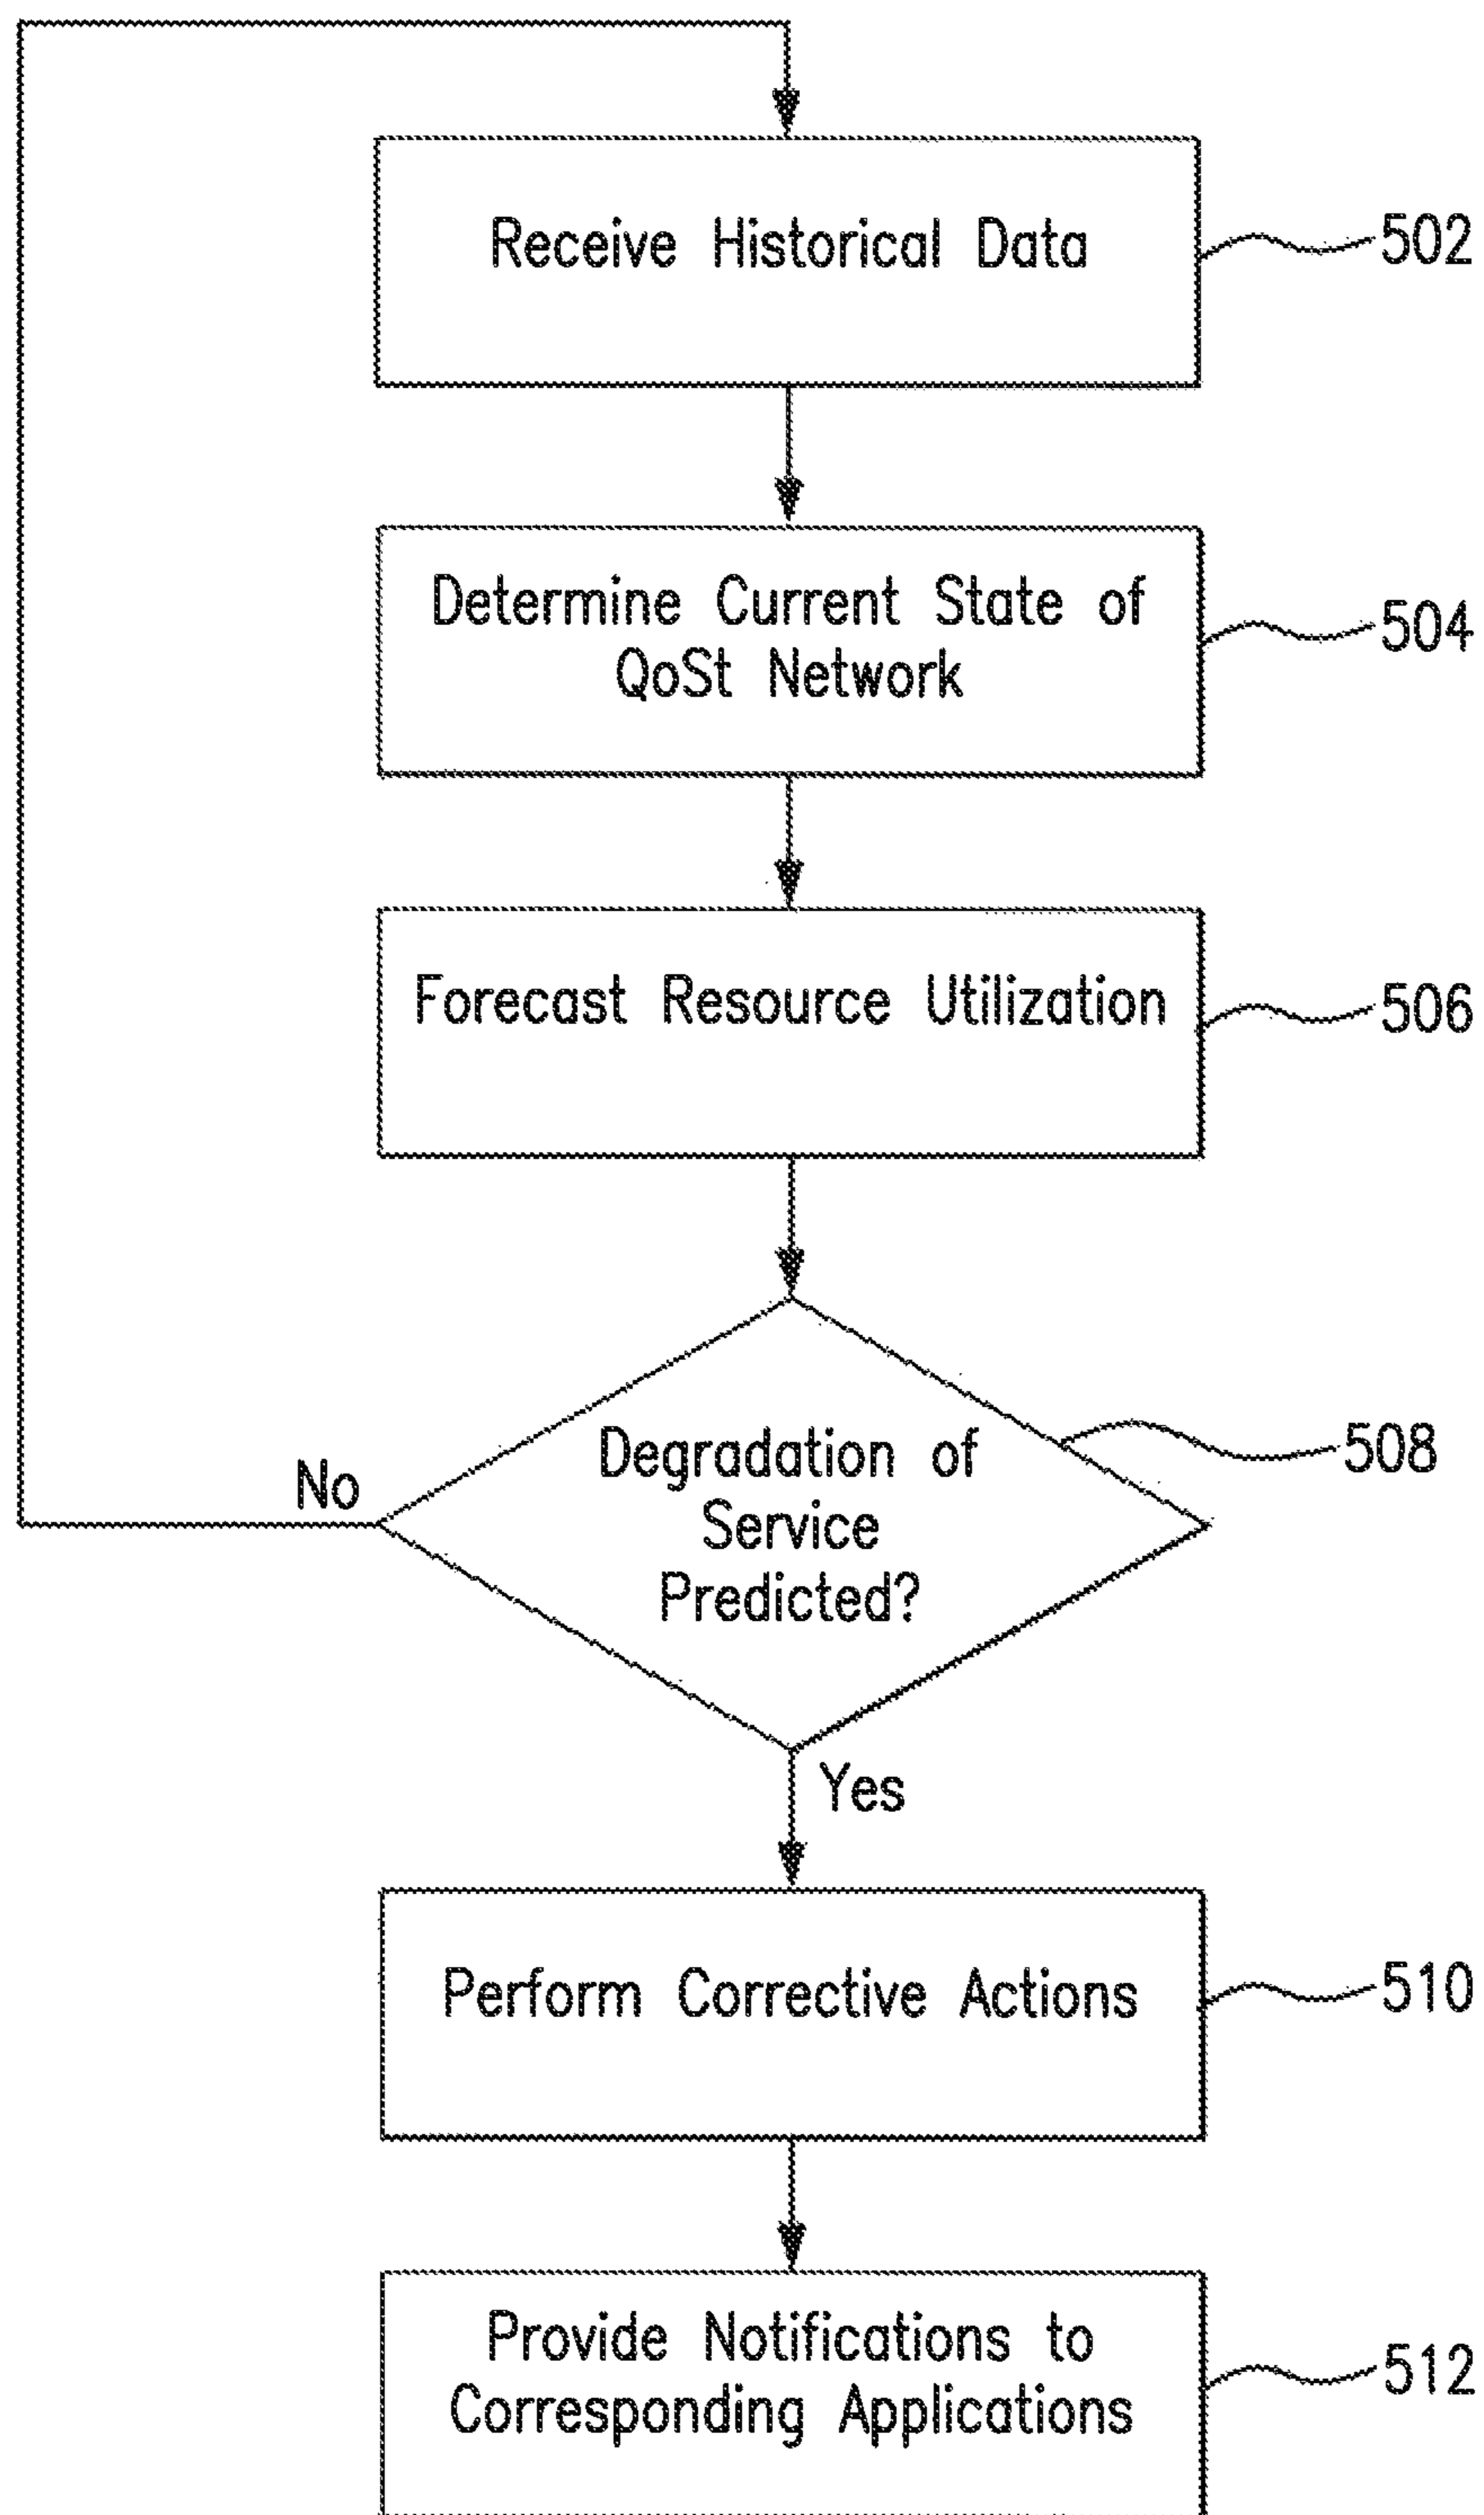 Receive Historical Data
502
Determine Current State of
QoSt Network
504
Forecast Resource Utilization
506
Degradation of
Service
Predicted?
508
No
Yes
Perform Corrective Actions
510
Provide Notifications to
Corresponding Applications
512